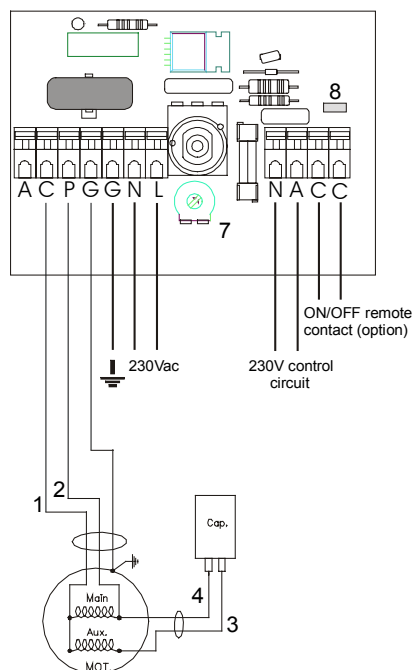 8
A C P G G N L
N A C C
7
ON/OFF remote
contact (option)
230Vac
230V control
circuit
1
2
Cap.
4
3
Main
Aux.
MOT.